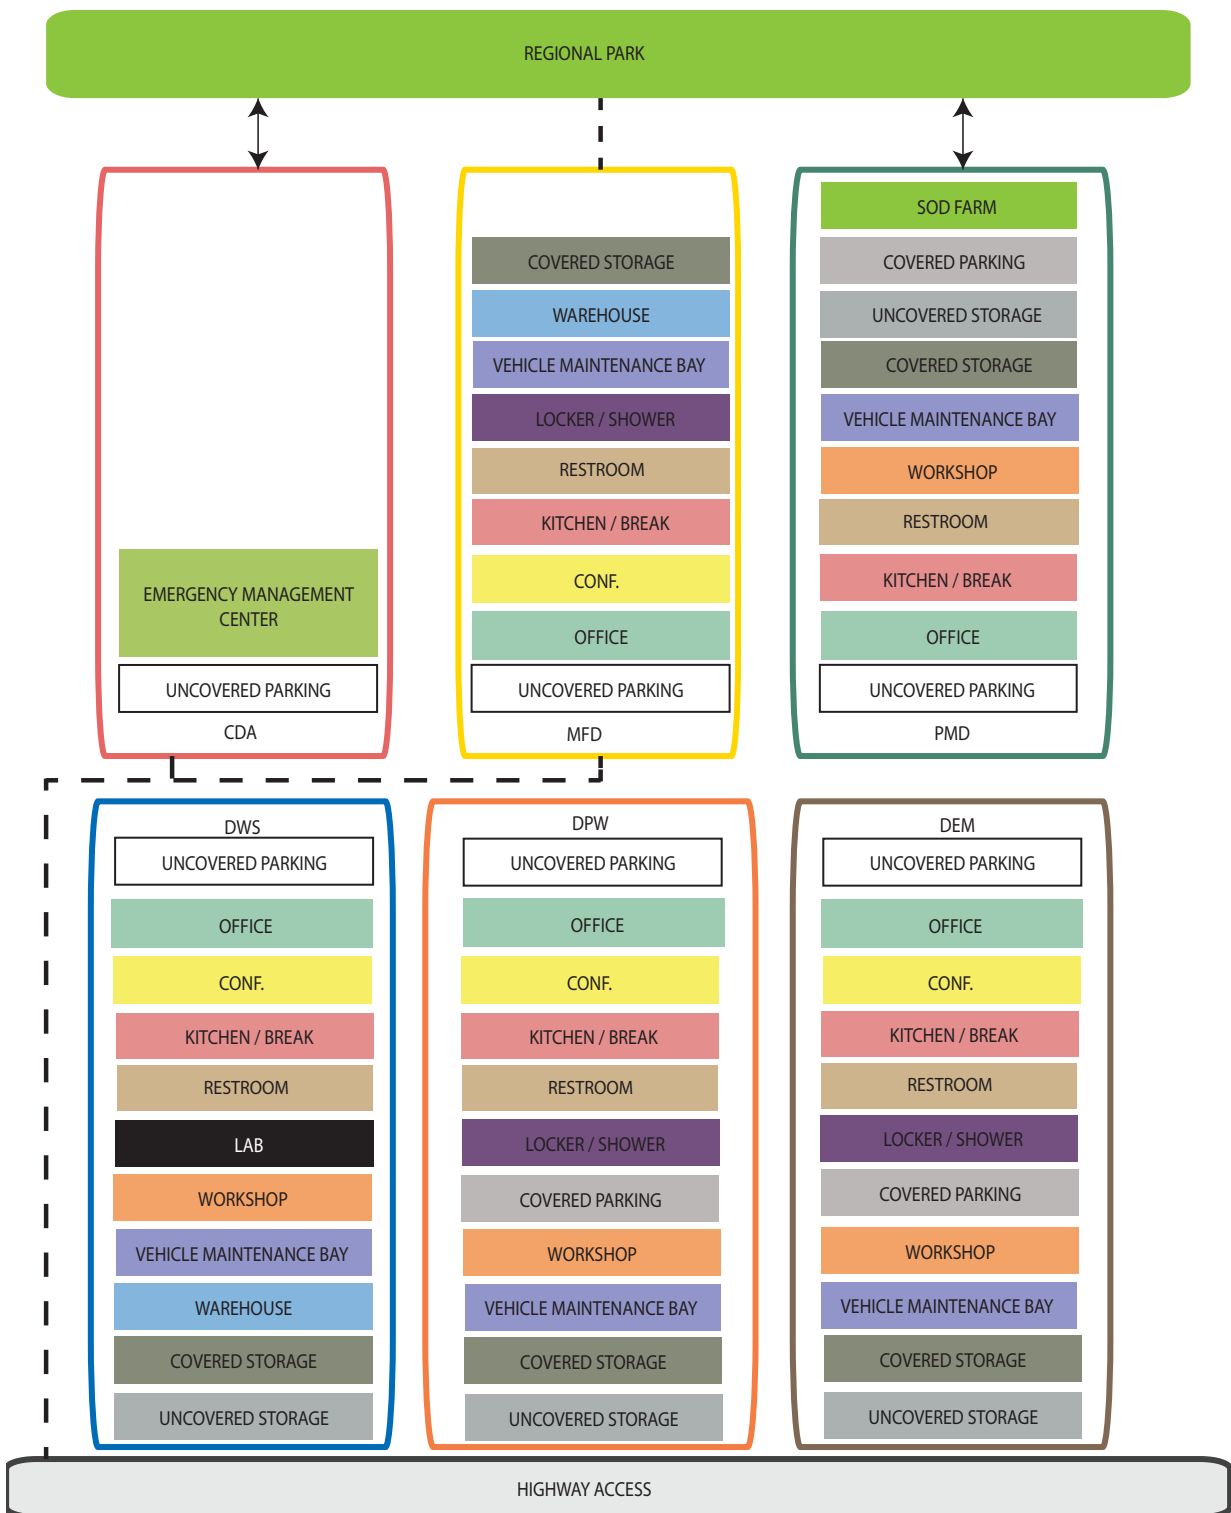 REGIONAL PARK
EMERGENCY MANAGEMENT
CENTER
UNCOVERED PARKING
CDA
COVERED STORAGE
WAREHOUSE
VEHICLE MAINTENANCE BAY
LOCKER / SHOWER
RESTROOM
KITCHEN / BREAK
CONF.
OFFICE
UNCOVERED PARKING
MFD
SOD FARM
COVERED PARKING
UNCOVERED STORAGE
COVERED STORAGE
VEHICLE MAINTENANCE BAY
WORKSHOP
RESTROOM
KITCHEN / BREAK
OFFICE
UNCOVERED PARKING
PMD
DWS
UNCOVERED PARKING
OFFICE
CONF.
KITCHEN / BREAK
RESTROOM
LAB
WORKSHOP
VEHICLE MAINTENANCE BAY
WAREHOUSE
COVERED STORAGE
UNCOVERED STORAGE
DPW
UNCOVERED PARKING
OFFICE
CONF.
KITCHEN / BREAK
RESTROOM
LOCKER / SHOWER
COVERED PARKING
WORKSHOP
VEHICLE MAINTENANCE BAY
COVERED STORAGE
UNCOVERED STORAGE
DEM
UNCOVERED PARKING
OFFICE
CONF.
KITCHEN / BREAK
RESTROOM
LOCKER / SHOWER
COVERED PARKING
WORKSHOP
VEHICLE MAINTENANCE BAY
COVERED STORAGE
UNCOVERED STORAGE
HIGHWAY ACCESS